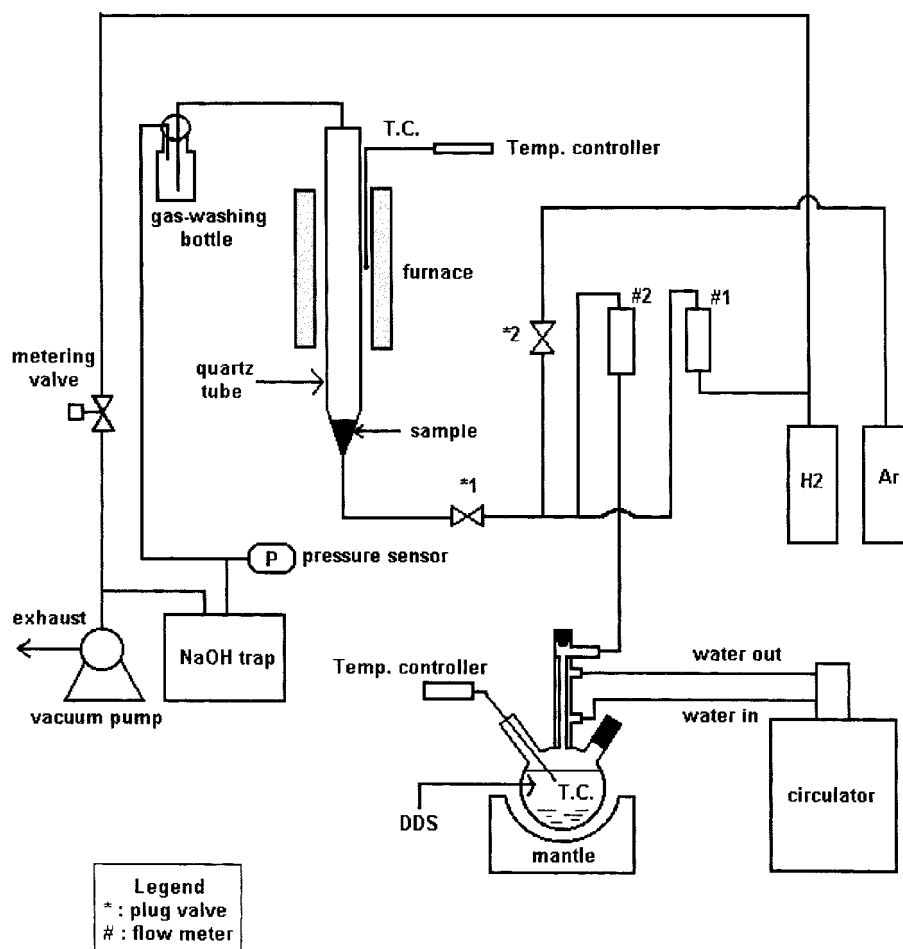 T.C.
Temp. controller
gas-washing
bottle
furnace
#2
#1
*2
metering
valve
quartz
tube
sample
*1
H2
Ar
P
pressure sensor
exhaust
NaOH trap
vacuum pump
Temp. controller
water out
water in
T.C.
DDS
circulator
mantle
Legend
* : plug valve
# : flow meter